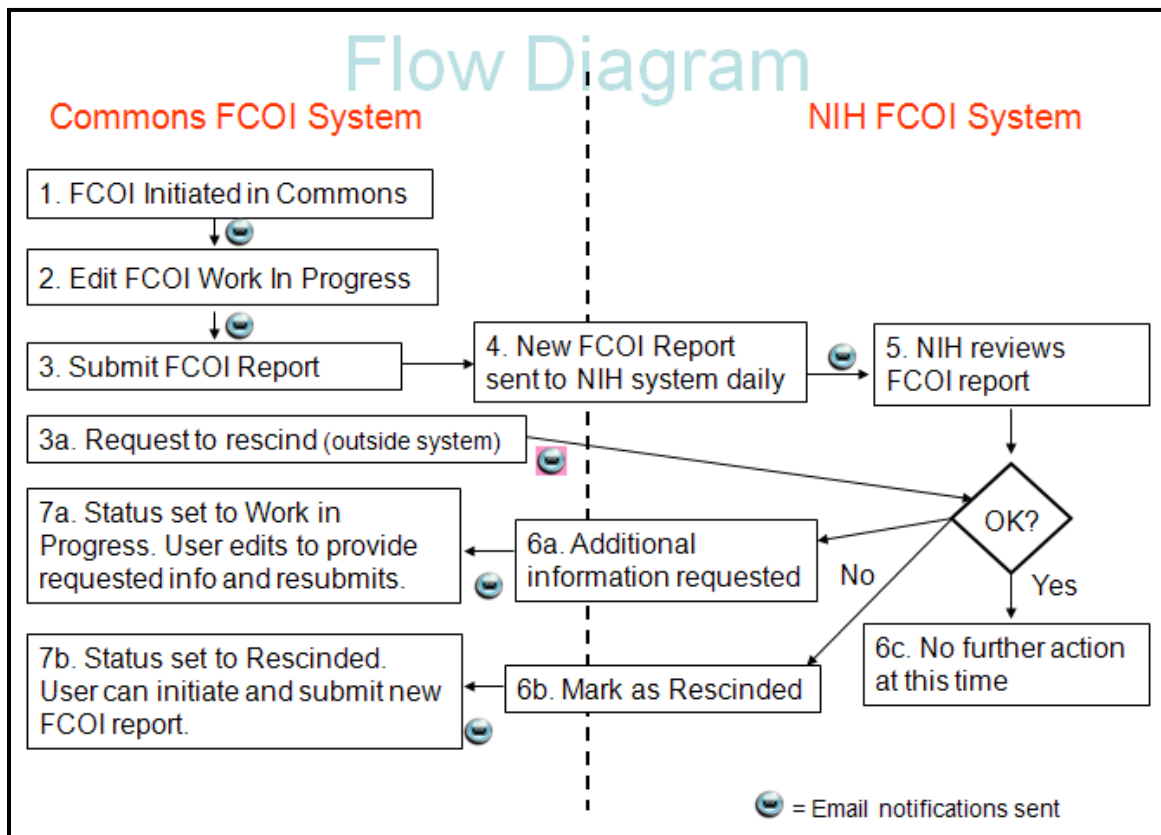 Flow Diagram
Commons FCOI System
NIH FCOI System
1. FCOI Initiated in Commons
2. Edit FCOI Work In Progress
3. Submit FCOI Report
4. New FCOI Report
sent to NIH system daily
5. NIH reviews
FCOI report
3a. Request to rescind (outside system)
OK?
7a. Status set to Work in
Progress. User edits to provide
requested info and resubmits.
6a. Additional
information requested
No
Yes
7b. Status set to Rescinded.
User can initiate and submit new
FCOI report.
6b. Mark as Rescinded
6c. No further action
at this time
= Email notifications sent